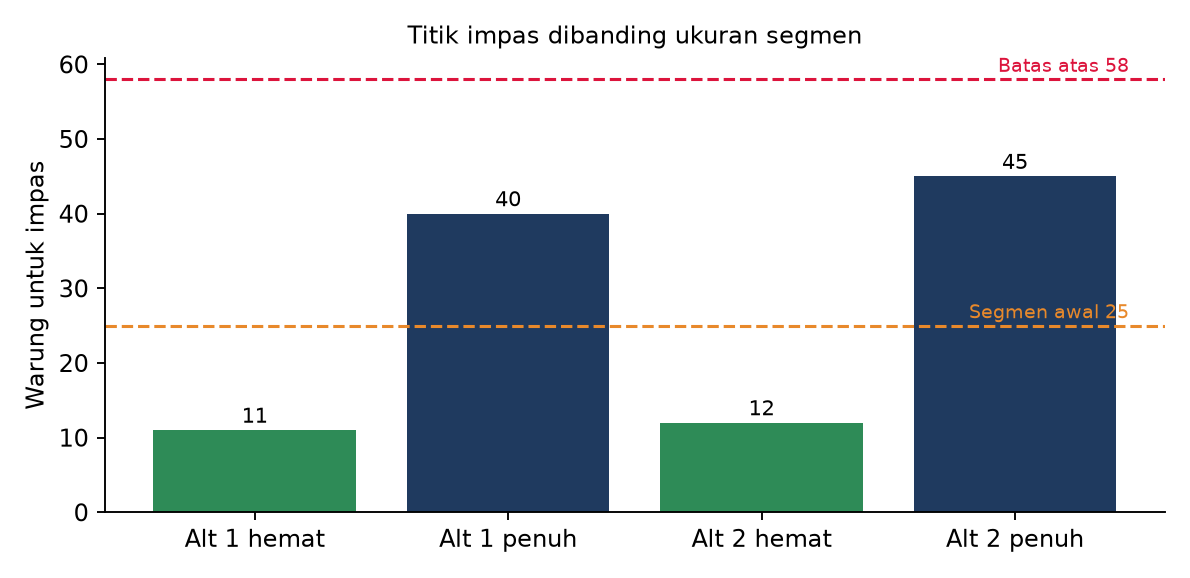 Titik impas dibanding ukuran segmen
Warung untuk impas
60
50
40
30
20
10
0
Batas atas 58
Segmen awal 25
11
40
12
45
Alt 1 hemat
Alt 1 penuh
Alt 2 hemat
Alt 2 penuh